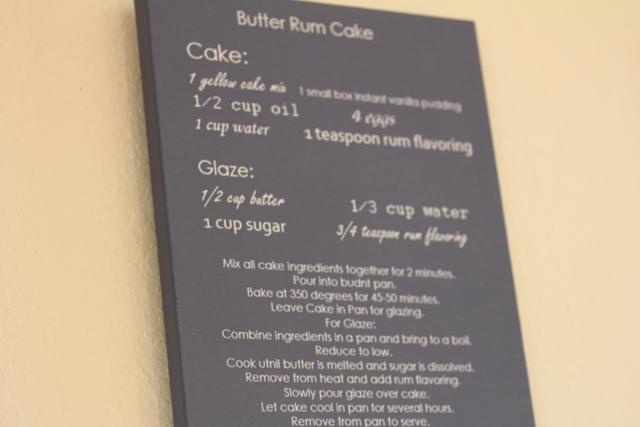 Butter Rum Cake
Cake:
1 yellow cake mix 1 small box instant vanilla pudding
1/2 cup oil 4 eggs
1 cup water 1 teaspoon rum flavoring
Glaze:
1/2 cup butter 1/3 cup water
1 cup sugar 3/4 teaspoon rum flavoring
Mix all cake ingredients together for 2 minutes.
Pour into budnt pan.
Bake at 350 degrees for 45-50 minutes.
Leave Cake in Pan for glazing.
For Glaze:
Combine ingredients in a pan and bring to a boil.
Reduce to low.
Cook utnil butter is melted and sugar is dissolved.
Remove from heat and add rum flavoring.
Slowly pour glaze over cake.
Let cake cool in pan for several hours.
Remove from pan to serve.